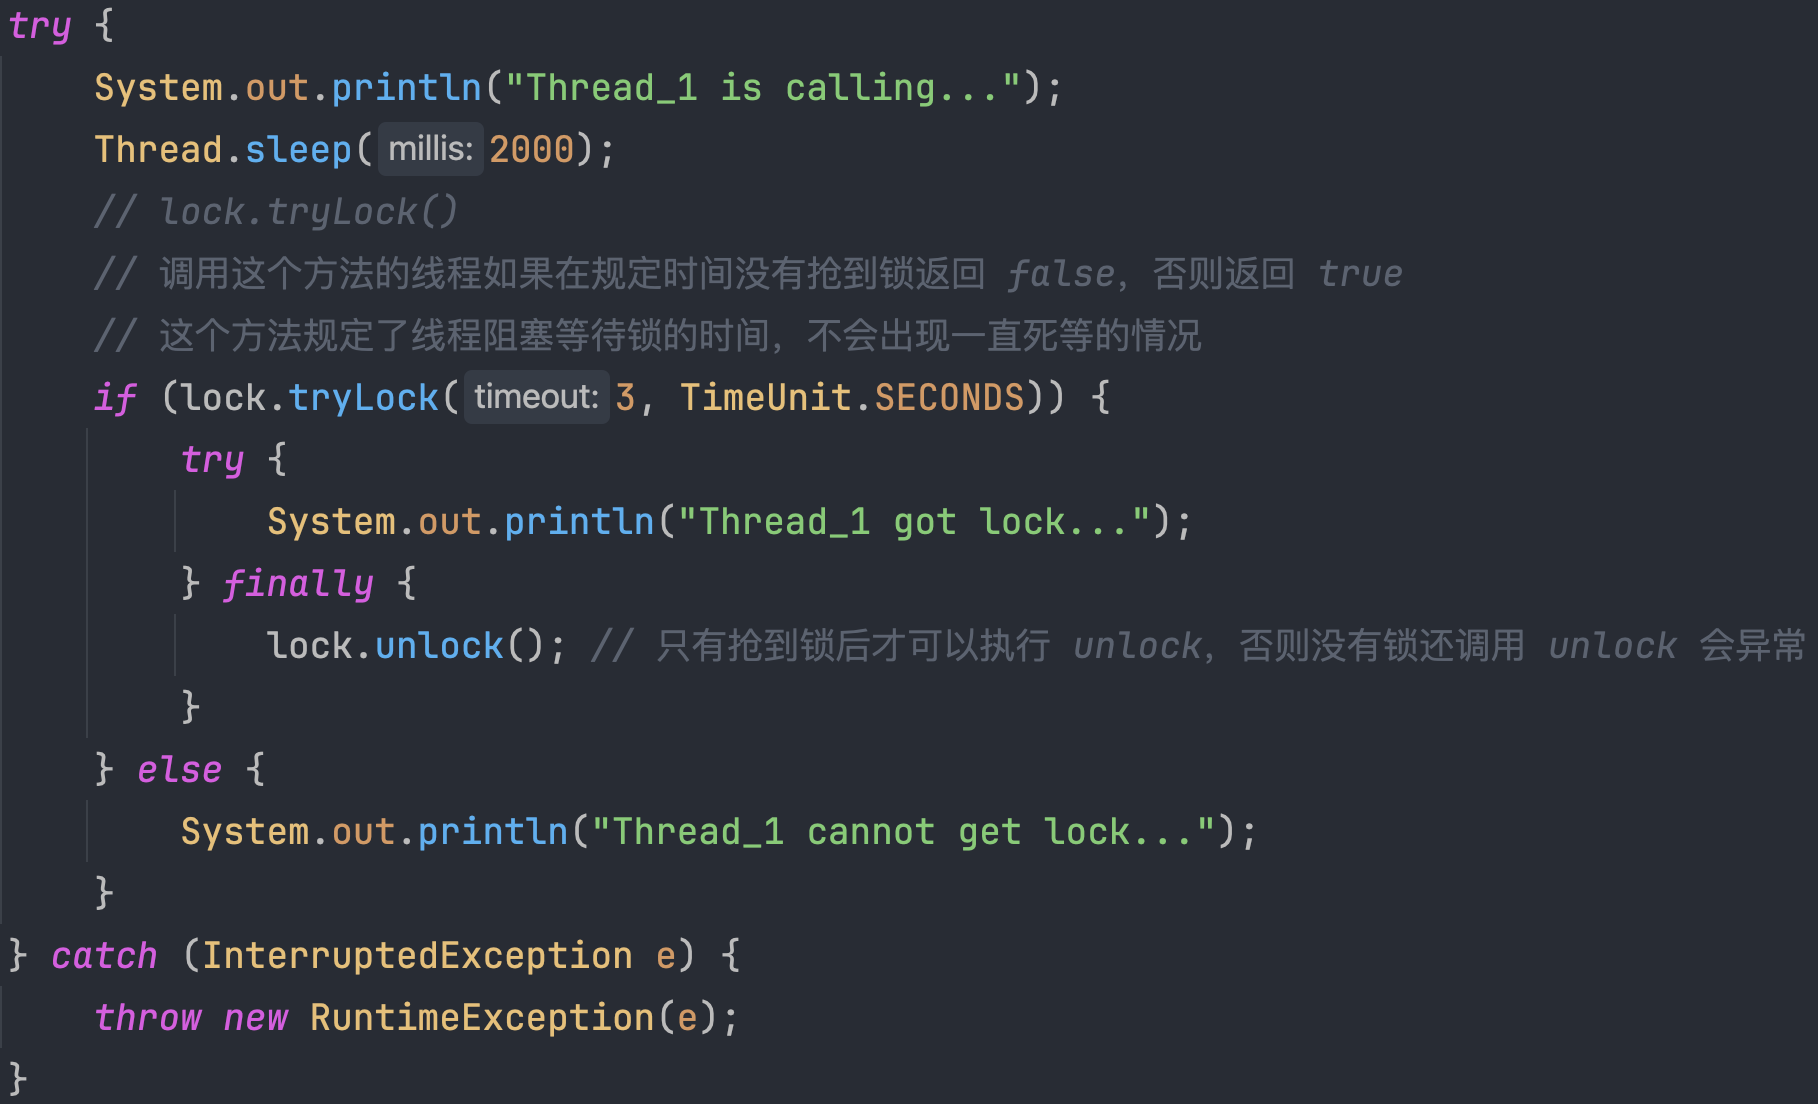 try {
    System.out.println("Thread_1 is calling...");
    Thread.sleep( millis: 2000);
    // lock.tryLock()
    // 调用这个方法的线程如果在规定时间没有抢到锁返回 false，否则返回 true
    // 这个方法规定了线程阻塞等待锁的时间，不会出现一直死等的情况
    if (lock.tryLock( timeout: 3, TimeUnit.SECONDS)) {
        try {
            System.out.println("Thread_1 got lock...");
        } finally {
            lock.unlock(); // 只有抢到锁后才可以执行 unlock，否则没有锁还调用 unlock 会异常
        }
    } else {
        System.out.println("Thread_1 cannot get lock...");
    }
} catch (InterruptedException e) {
    throw new RuntimeException(e);
}